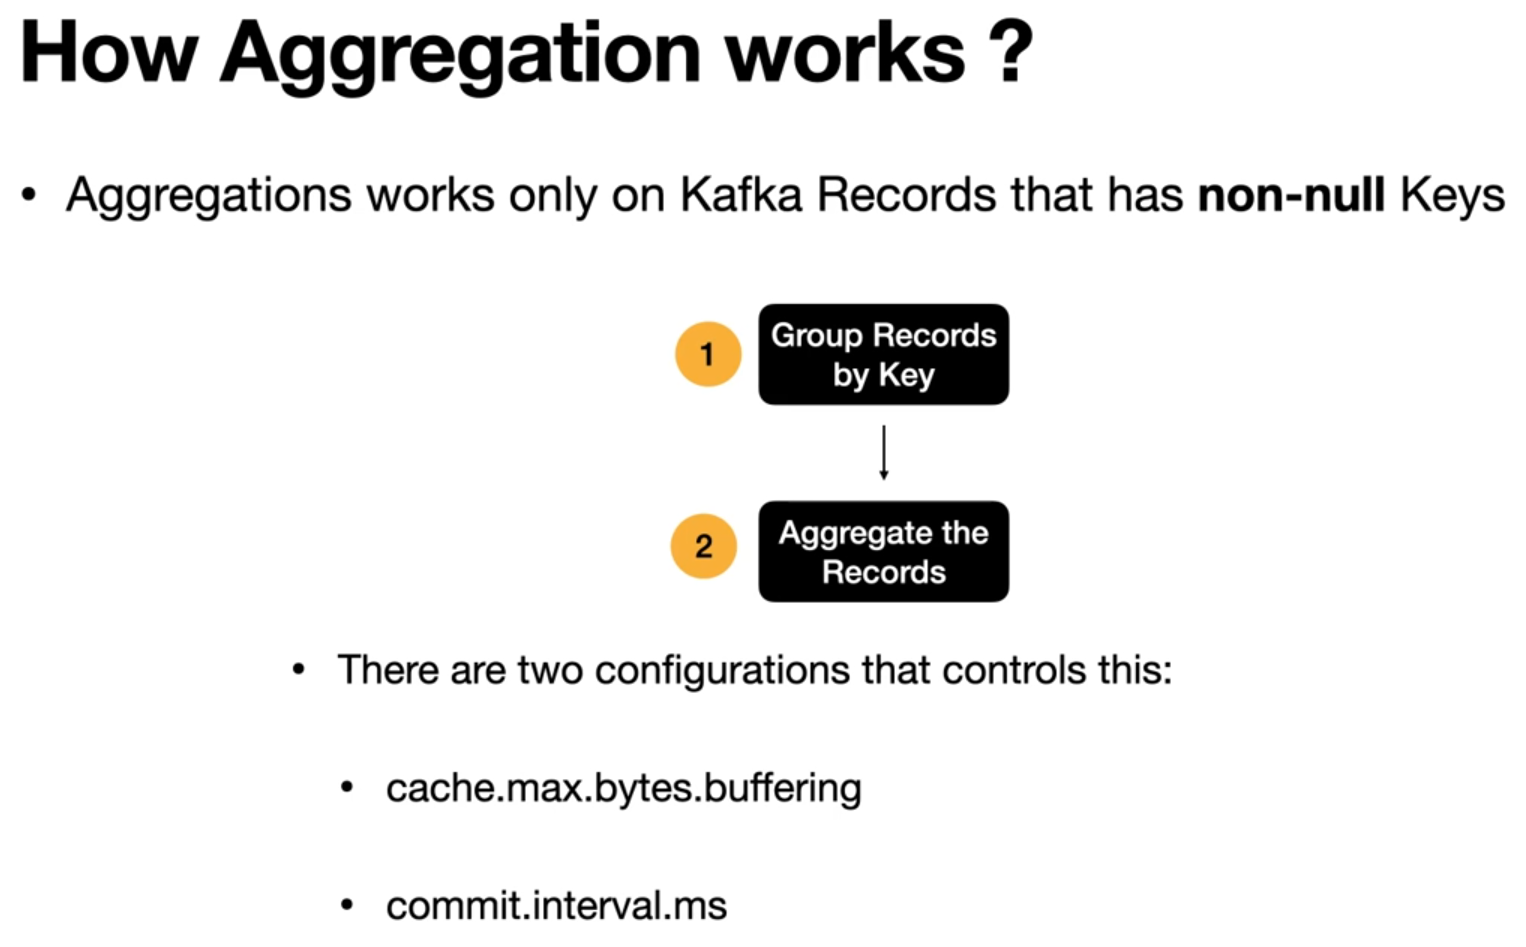 How Aggregation works ?
• Aggregations works only on Kafka Records that has non-null Keys
1
Group Records
by Key
2
Aggregate the
Records
• There are two configurations that controls this:
• cache.max.bytes.buffering
• commit.interval.ms